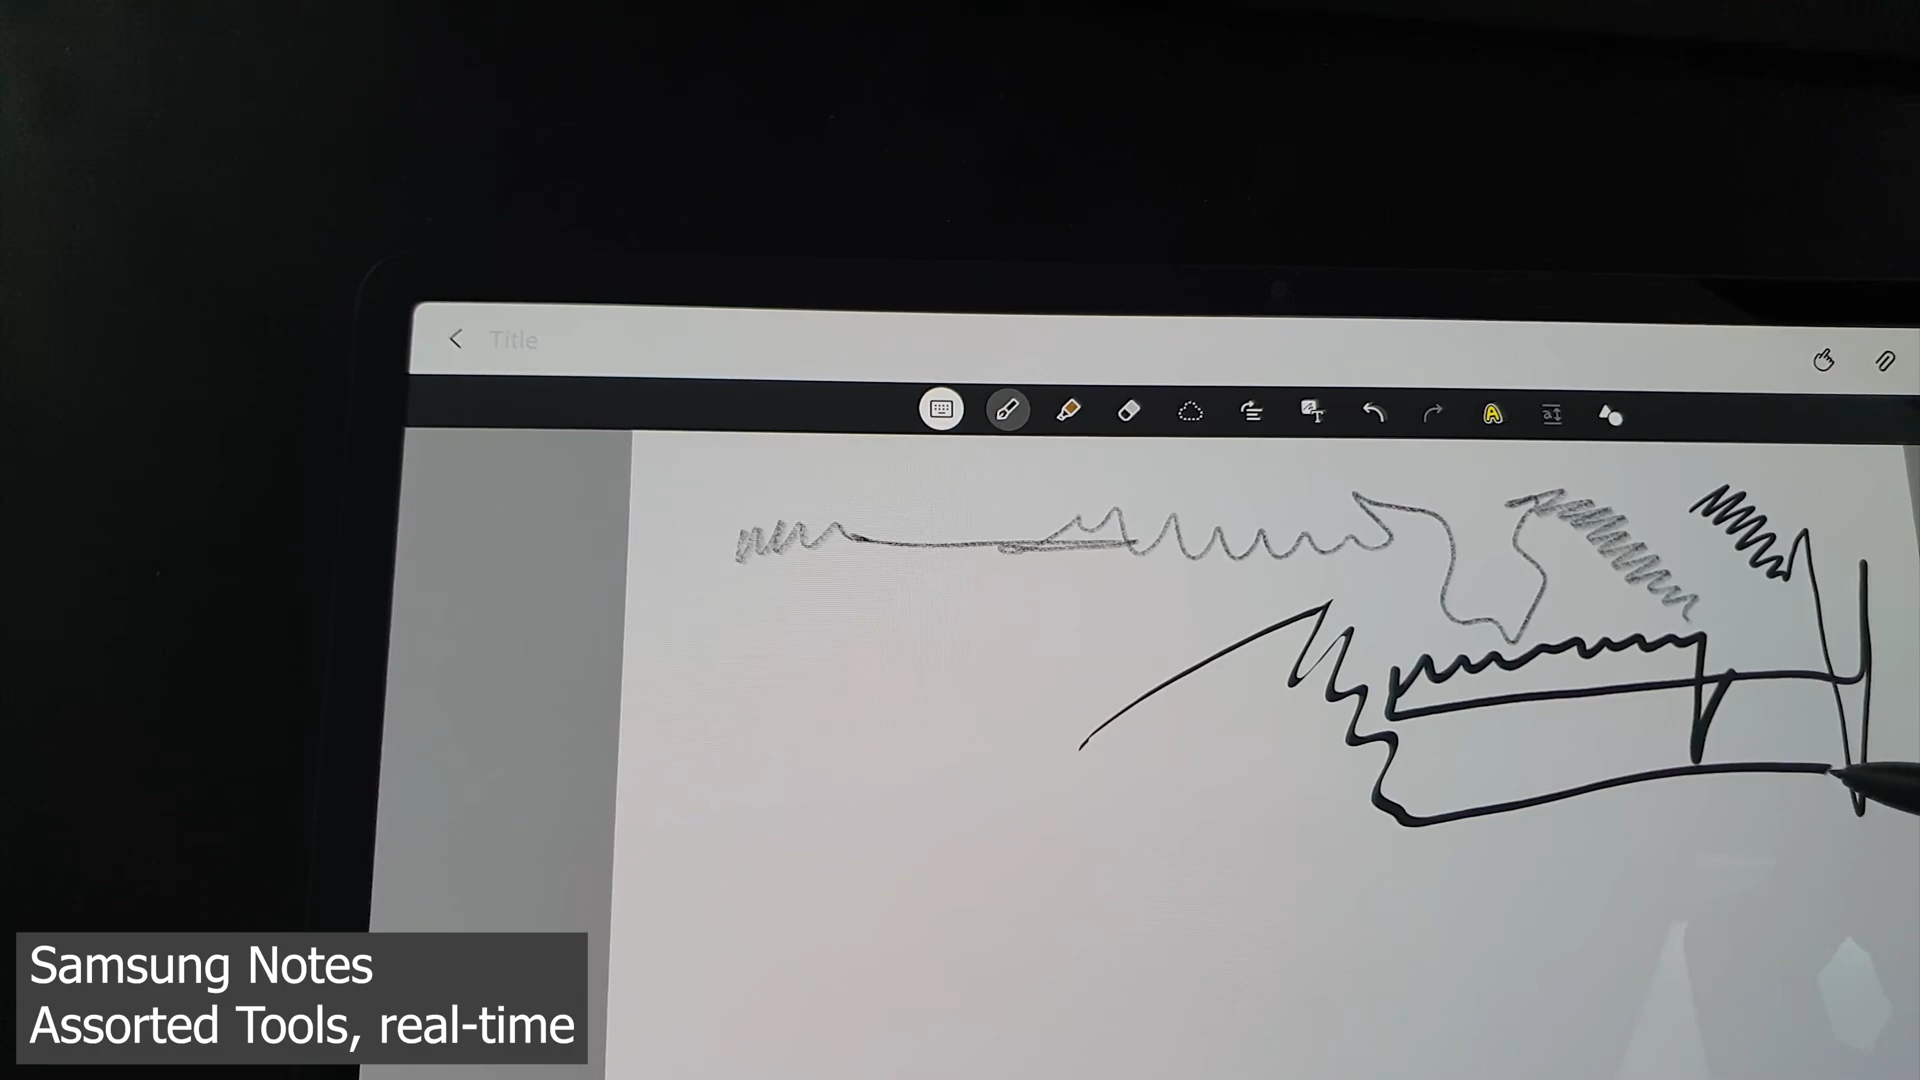 Title
T
A
a
Samsung Notes
Assorted Tools, real-time